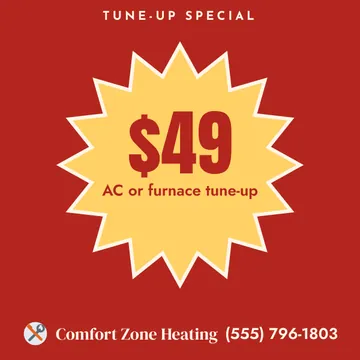 TUNE-UP SPECIAL
$49
AC or furnace tune-up
Comfort Zone Heating (555) 796-1803